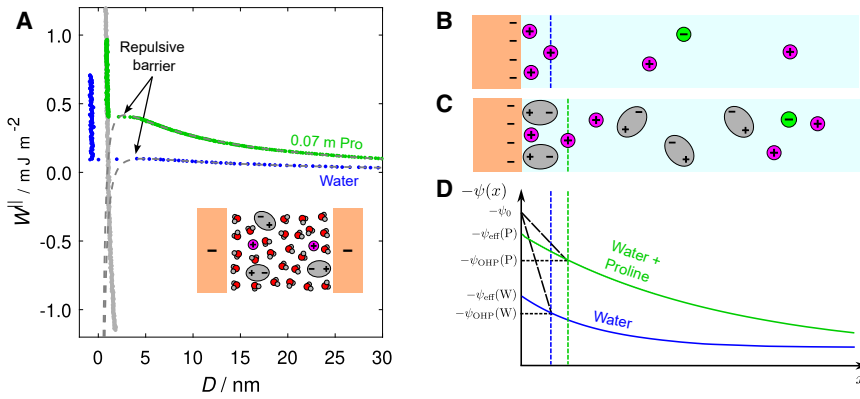 A
Repulsive
barrier
1.0
0.5
0.0
-0.5
-1.0
0.07 m Pro
Water
W|| / mJ m−2
0 5 10 15 20 25 30
D / nm
B
C
D
−ψ(x)
−ψ0
−ψeff(P)
−ψOHP(P)
−ψeff(W)
−ψOHP(W)
Water +
Proline
Water